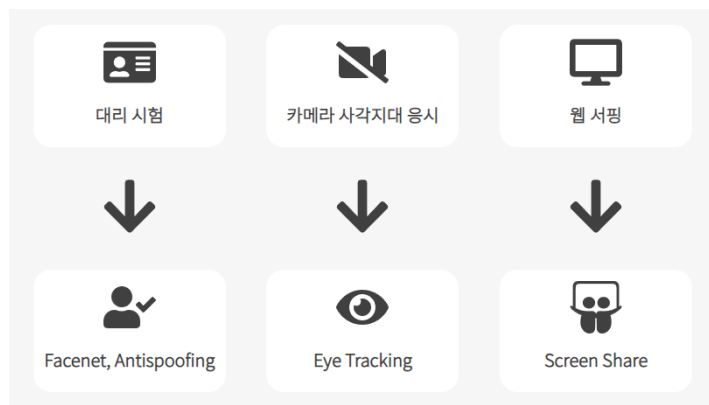 대리 시험
카메라 사각지대 응시
웹 서핑
Facenet, Antispoofing
Eye Tracking
Screen Share